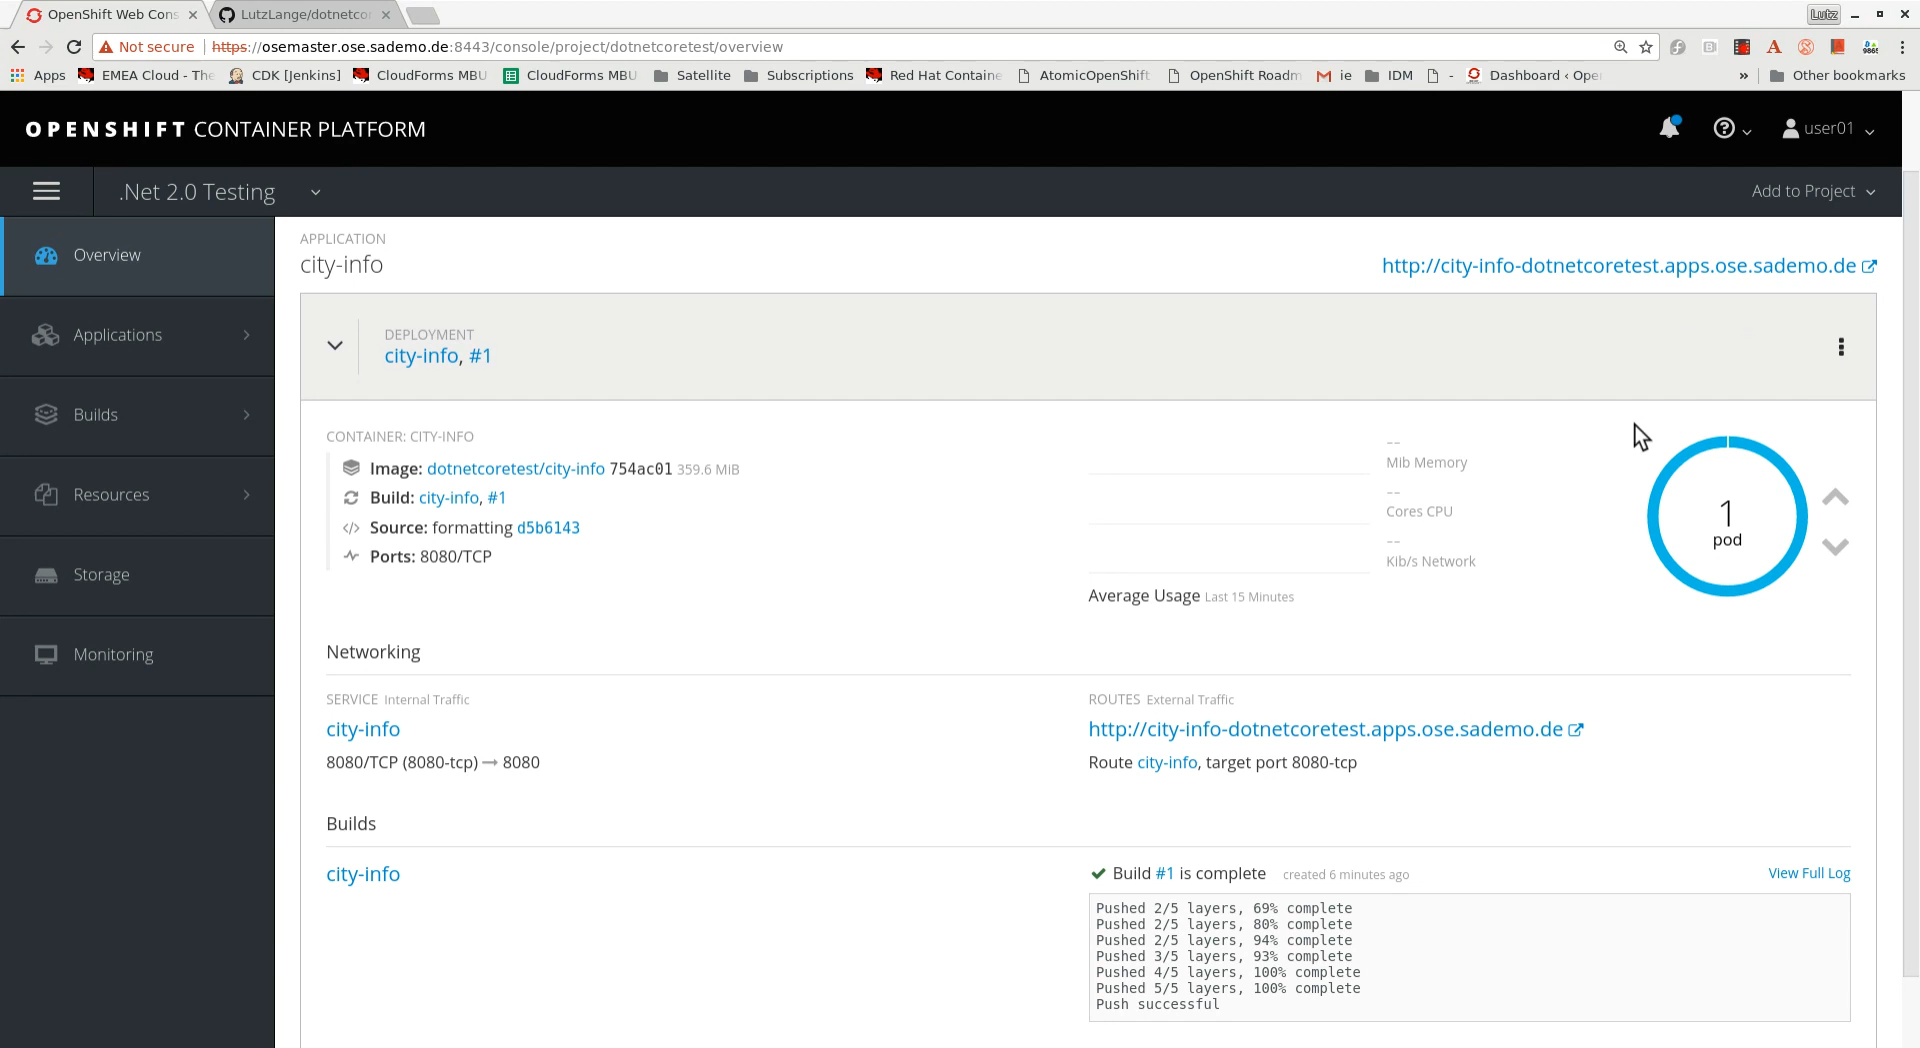 OpenShift Web Cons
LutzLange/dotnetco
Lutz
Not secure
https://osemaster.ose.sademo.de:8443/console/project/dotnetcoretest/overview
Apps
EMEA Cloud - The
CDK [Jenkins]
CloudForms MBU
CloudForms MBU
Satellite
Subscriptions
Red Hat Containe
AtomicOpenShift
OpenShift Roadm
ie
IDM
-
Dashboard ‹ Ope
»
Other bookmarks
OPENSHIFT CONTAINER PLATFORM
user01
.Net 2.0 Testing
Add to Project
Overview
Applications
Builds
Resources
Storage
Monitoring
APPLICATION
city-info
http://city-info-dotnetcoretest.apps.ose.sademo.de
DEPLOYMENT
city-info, #1
CONTAINER: CITY-INFO
Image: dotnetcoretest/city-info 754ac01 359.6 MiB
Build: city-info, #1
Source: formatting d5b6143
Ports: 8080/TCP
--
Mib Memory
--
Cores CPU
--
Kib/s Network
Average Usage Last 15 Minutes
1
pod
Networking
SERVICE Internal Traffic
city-info
8080/TCP (8080-tcp) → 8080
ROUTES External Traffic
http://city-info-dotnetcoretest.apps.ose.sademo.de
Route city-info, target port 8080-tcp
Builds
city-info
Build #1 is complete created 6 minutes ago
View Full Log
Pushed 2/5 layers, 69% complete
Pushed 2/5 layers, 80% complete
Pushed 2/5 layers, 94% complete
Pushed 3/5 layers, 93% complete
Pushed 4/5 layers, 100% complete
Pushed 5/5 layers, 100% complete
Push successful